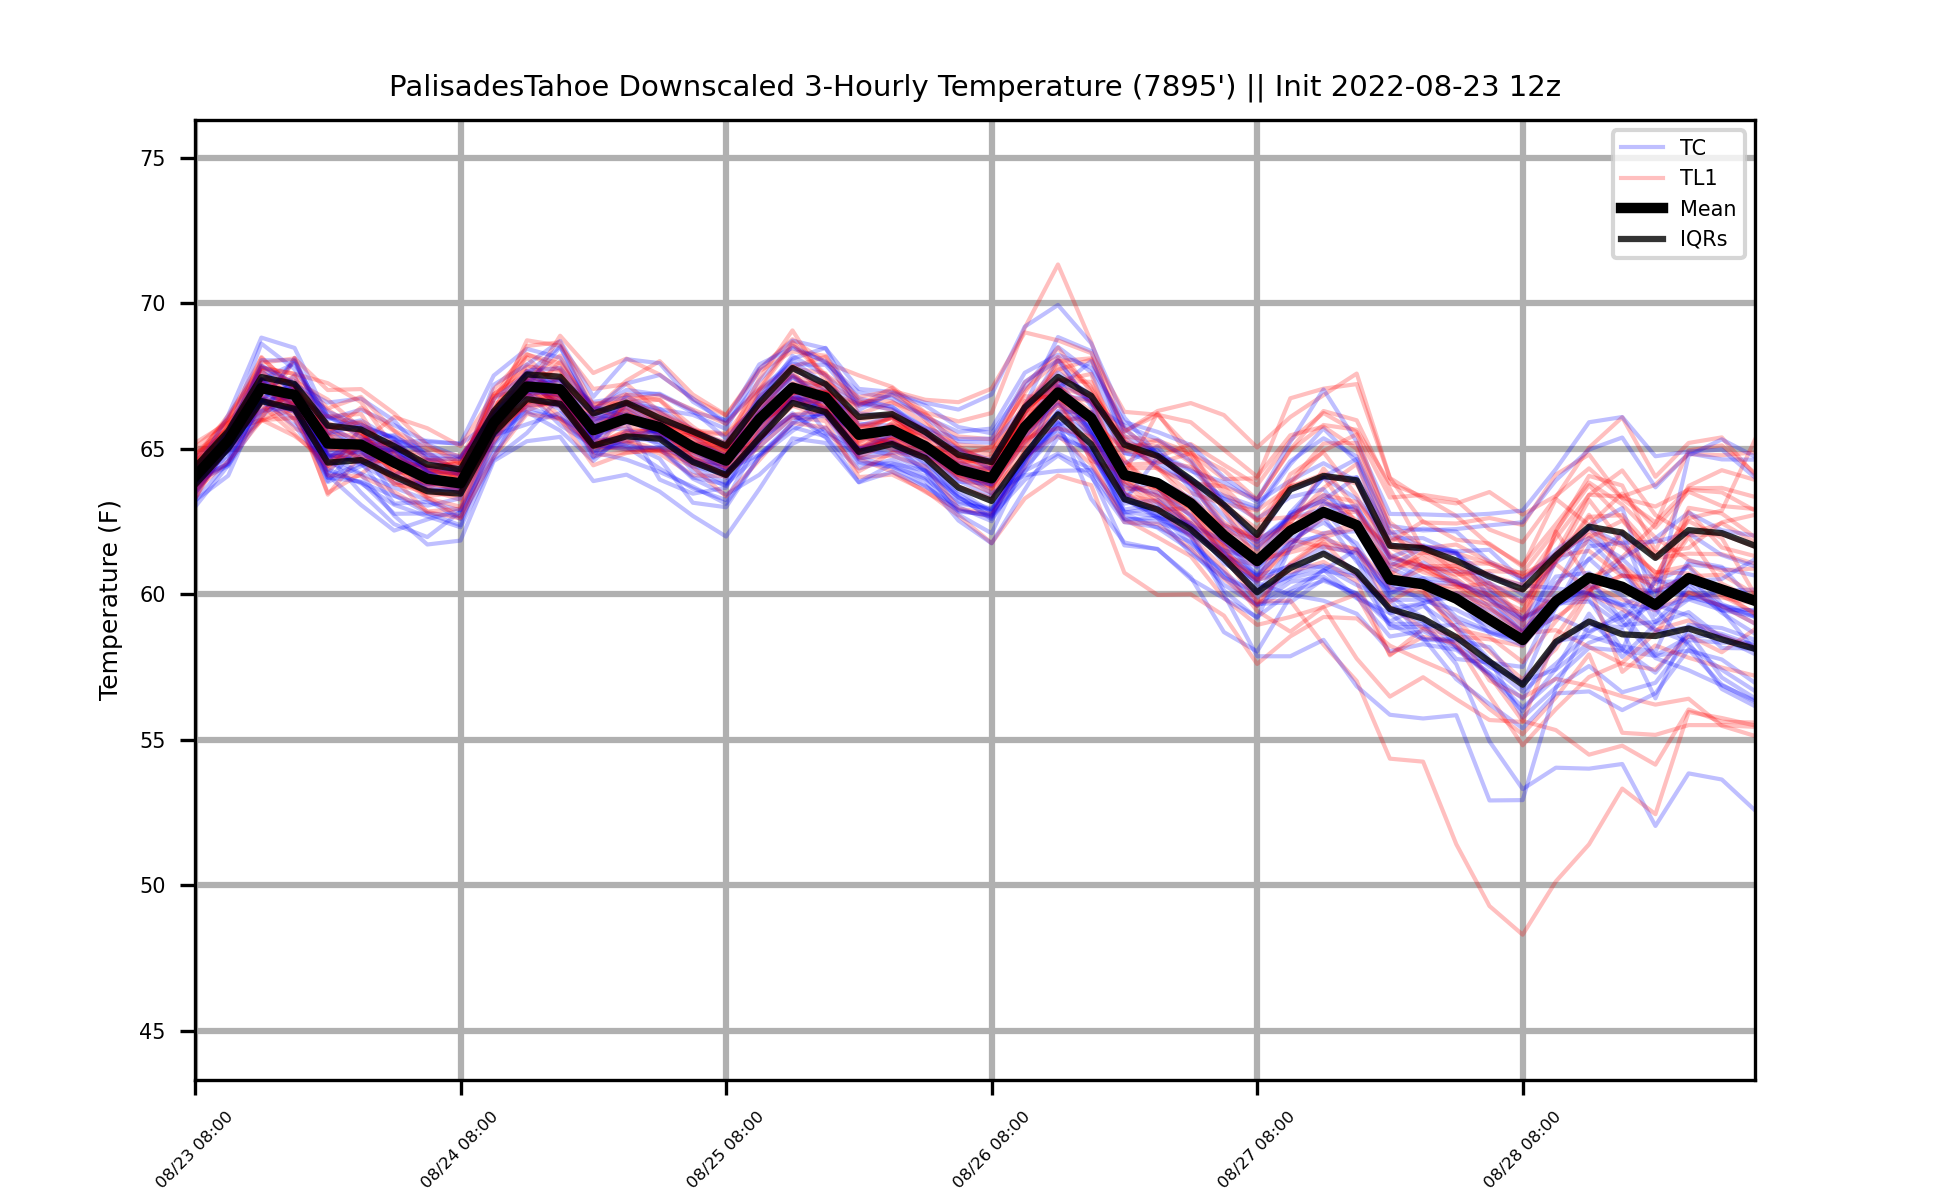 PalisadesTahoe Downscaled 3-Hourly Temperature (7895') || Init 2022-08-23 12z
TC
TL1
Mean
IQRs
Temperature (F)
75
70
65
60
55
50
45
08/23 08:00
08/24 08:00
08/25 08:00
08/26 08:00
08/27 08:00
08/28 08:00